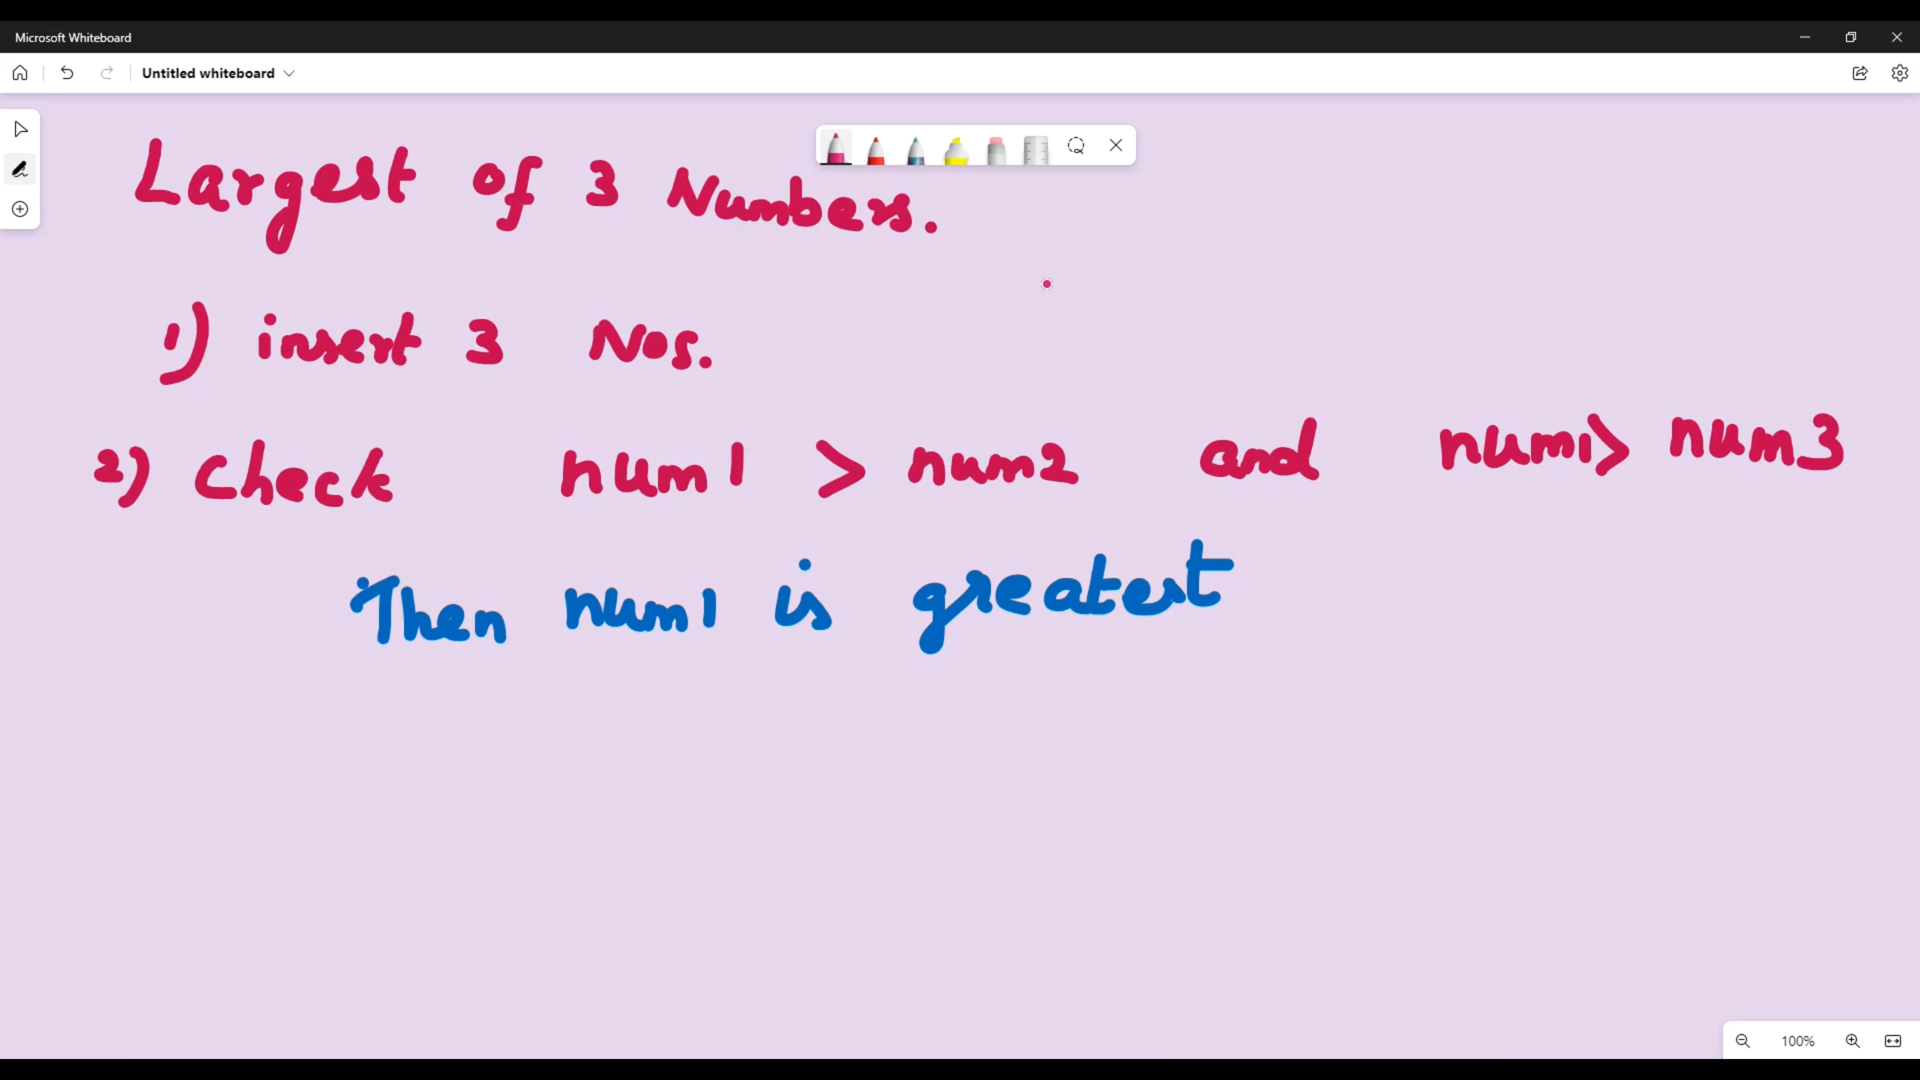 Microsoft Whiteboard
Untitled whiteboard
Largest of 3 Numbers.
1) insert 3 Nos.
2) Check num1 > num2 and num1> num3
Then num1 is greatest
100%